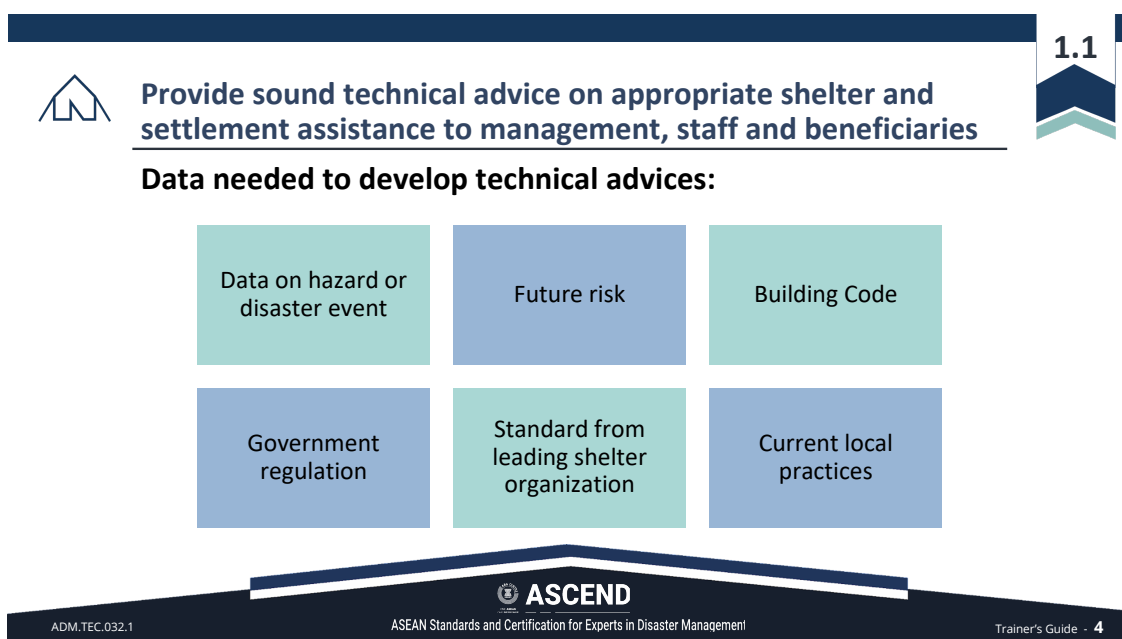 1.1
Provide sound technical advice on appropriate shelter and
settlement assistance to management, staff and beneficiaries
Data needed to develop technical advices:
Data on hazard or
disaster event
Future risk
Building Code
Government
regulation
Standard from
leading shelter
organization
Current local
practices
ASCEND
ADM.TEC.032.1
ASEAN Standards and Certification for Experts in Disaster Management
Trainer's Guide - 4